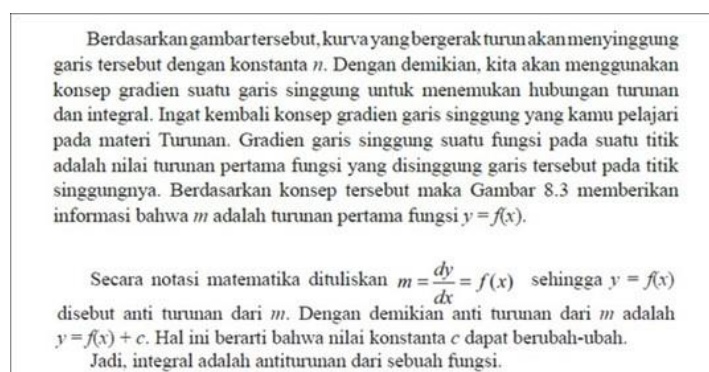 Berdasarkan gambar tersebut, kurva yang bergerak turun akan menyinggung
garis tersebut dengan konstanta n. Dengan demikian, kita akan menggunakan
konsep gradien suatu garis singgung untuk menemukan hubungan turunan
dan integral. Ingat kembali konsep gradien garis singgung yang kamu pelajari
pada materi Turunan. Gradien garis singgung suatu fungsi pada suatu titik
adalah nilai turunan pertama fungsi yang disinggung garis tersebut pada titik
singgungnya. Berdasarkan konsep tersebut maka Gambar 8.3 memberikan
informasi bahwa m adalah turunan pertama fungsi y = f(x).
Secara notasi matematika dituliskan m = dy/dx = f(x) sehingga y = f(x)
disebut anti turunan dari m. Dengan demikian anti turunan dari m adalah
y = f(x) + c. Hal ini berarti bahwa nilai konstanta c dapat berubah-ubah.
Jadi, integral adalah antiturunan dari sebuah fungsi.